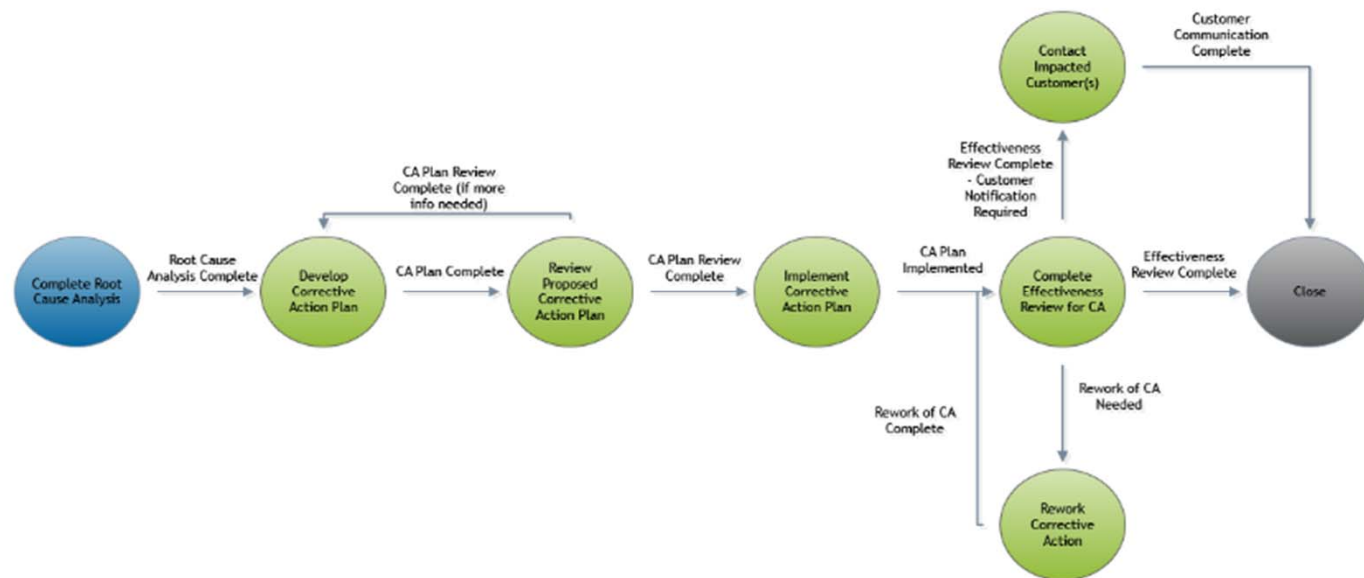 Customer
Communication
Complete
Contact
Impacted
Customer(s)
Effectiveness
Review Complete
- Customer
Notification
Required
CA Plan Review
Complete (if more
info needed)
Complete Root
Cause Analysis
Root Cause
Analysis Complete
Develop
Corrective
Action Plan
CA Plan Complete
Review
Proposed
Corrective
Action Plan
CA Plan Review
Complete
Implement
Corrective
Action Plan
CA Plan
Implemented
Complete
Effectiveness
Review for CA
Effectiveness
Review Complete
Close
Rework of CA
Complete
Rework of CA
Needed
Rework
Corrective
Action